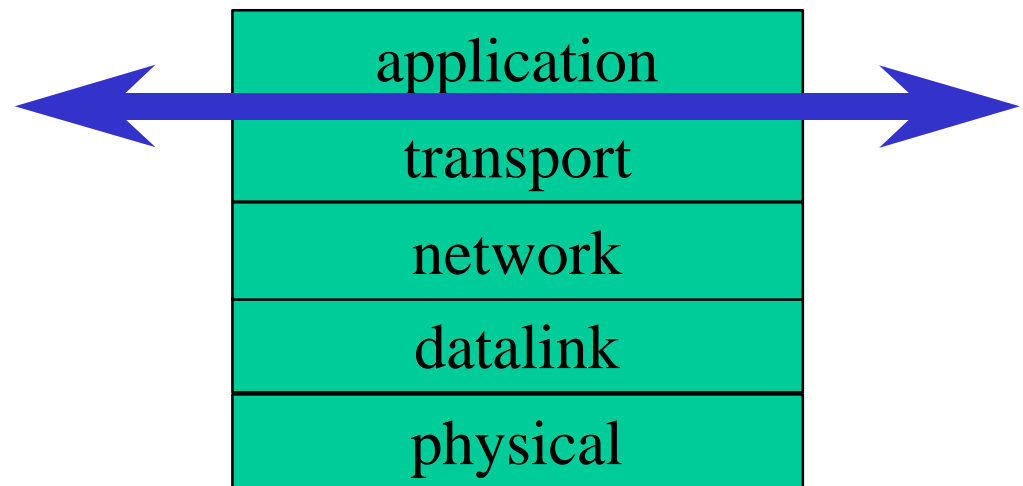 application
transport
network
datalink
physical